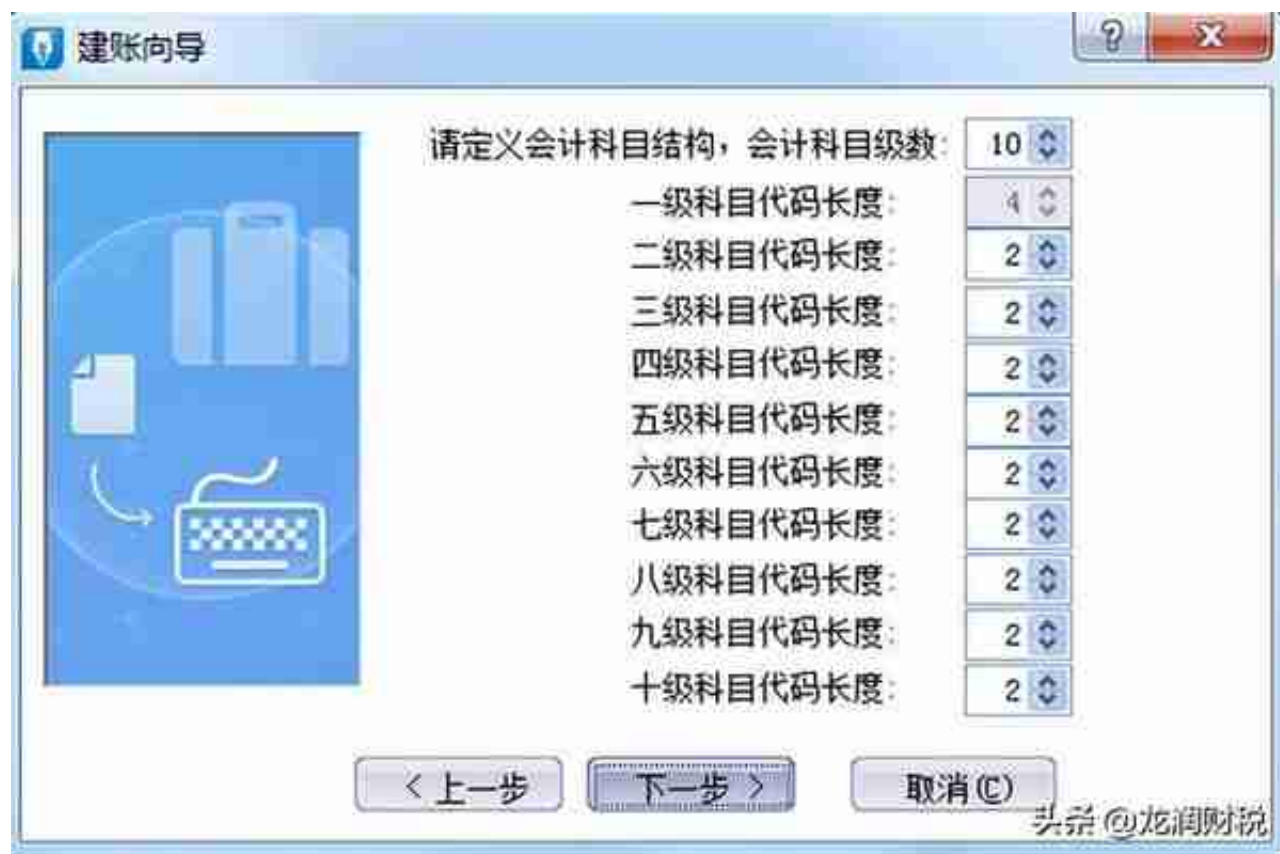 建账向导
?
请定义会计科目结构，会计科目级数： 10
一级科目代码长度： 4
二级科目代码长度： 2
三级科目代码长度： 2
四级科目代码长度： 2
五级科目代码长度： 2
六级科目代码长度： 2
七级科目代码长度： 2
八级科目代码长度： 2
九级科目代码长度： 2
十级科目代码长度： 2
< 上一步 下一步 > 取消(C)
头条 @龙润财税